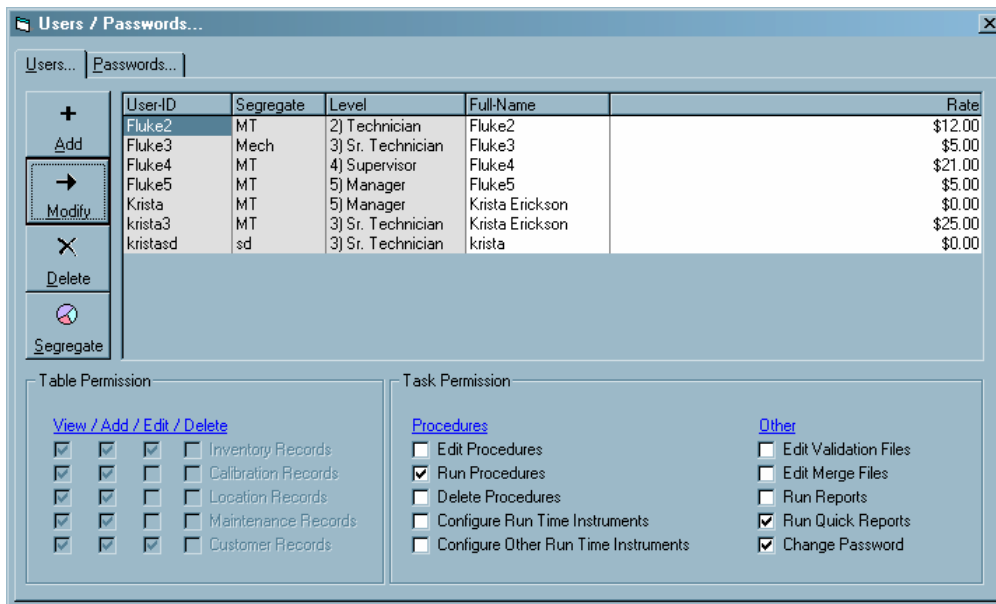 Users / Passwords...
Users... Passwords...
Add
Modify
Delete
Segregate
User-ID Segregate Level Full-Name Rate
Fluke2 MT 2) Technician Fluke2 $12.00
Fluke3 Mech 3) Sr. Technician Fluke3 $5.00
Fluke4 MT 4) Supervisor Fluke4 $21.00
Fluke5 MT 5) Manager Fluke5 $5.00
Krista MT 5) Manager Krista Erickson $0.00
krista3 MT 3) Sr. Technician Krista Erickson $25.00
kristasd sd 3) Sr. Technician krista $0.00
Table Permission
View / Add / Edit / Delete
Inventory Records
Calibration Records
Location Records
Maintenance Records
Customer Records
Task Permission
Procedures
Edit Procedures
Run Procedures
Delete Procedures
Configure Run Time Instruments
Configure Other Run Time Instruments
Other
Edit Validation Files
Edit Merge Files
Run Reports
Run Quick Reports
Change Password